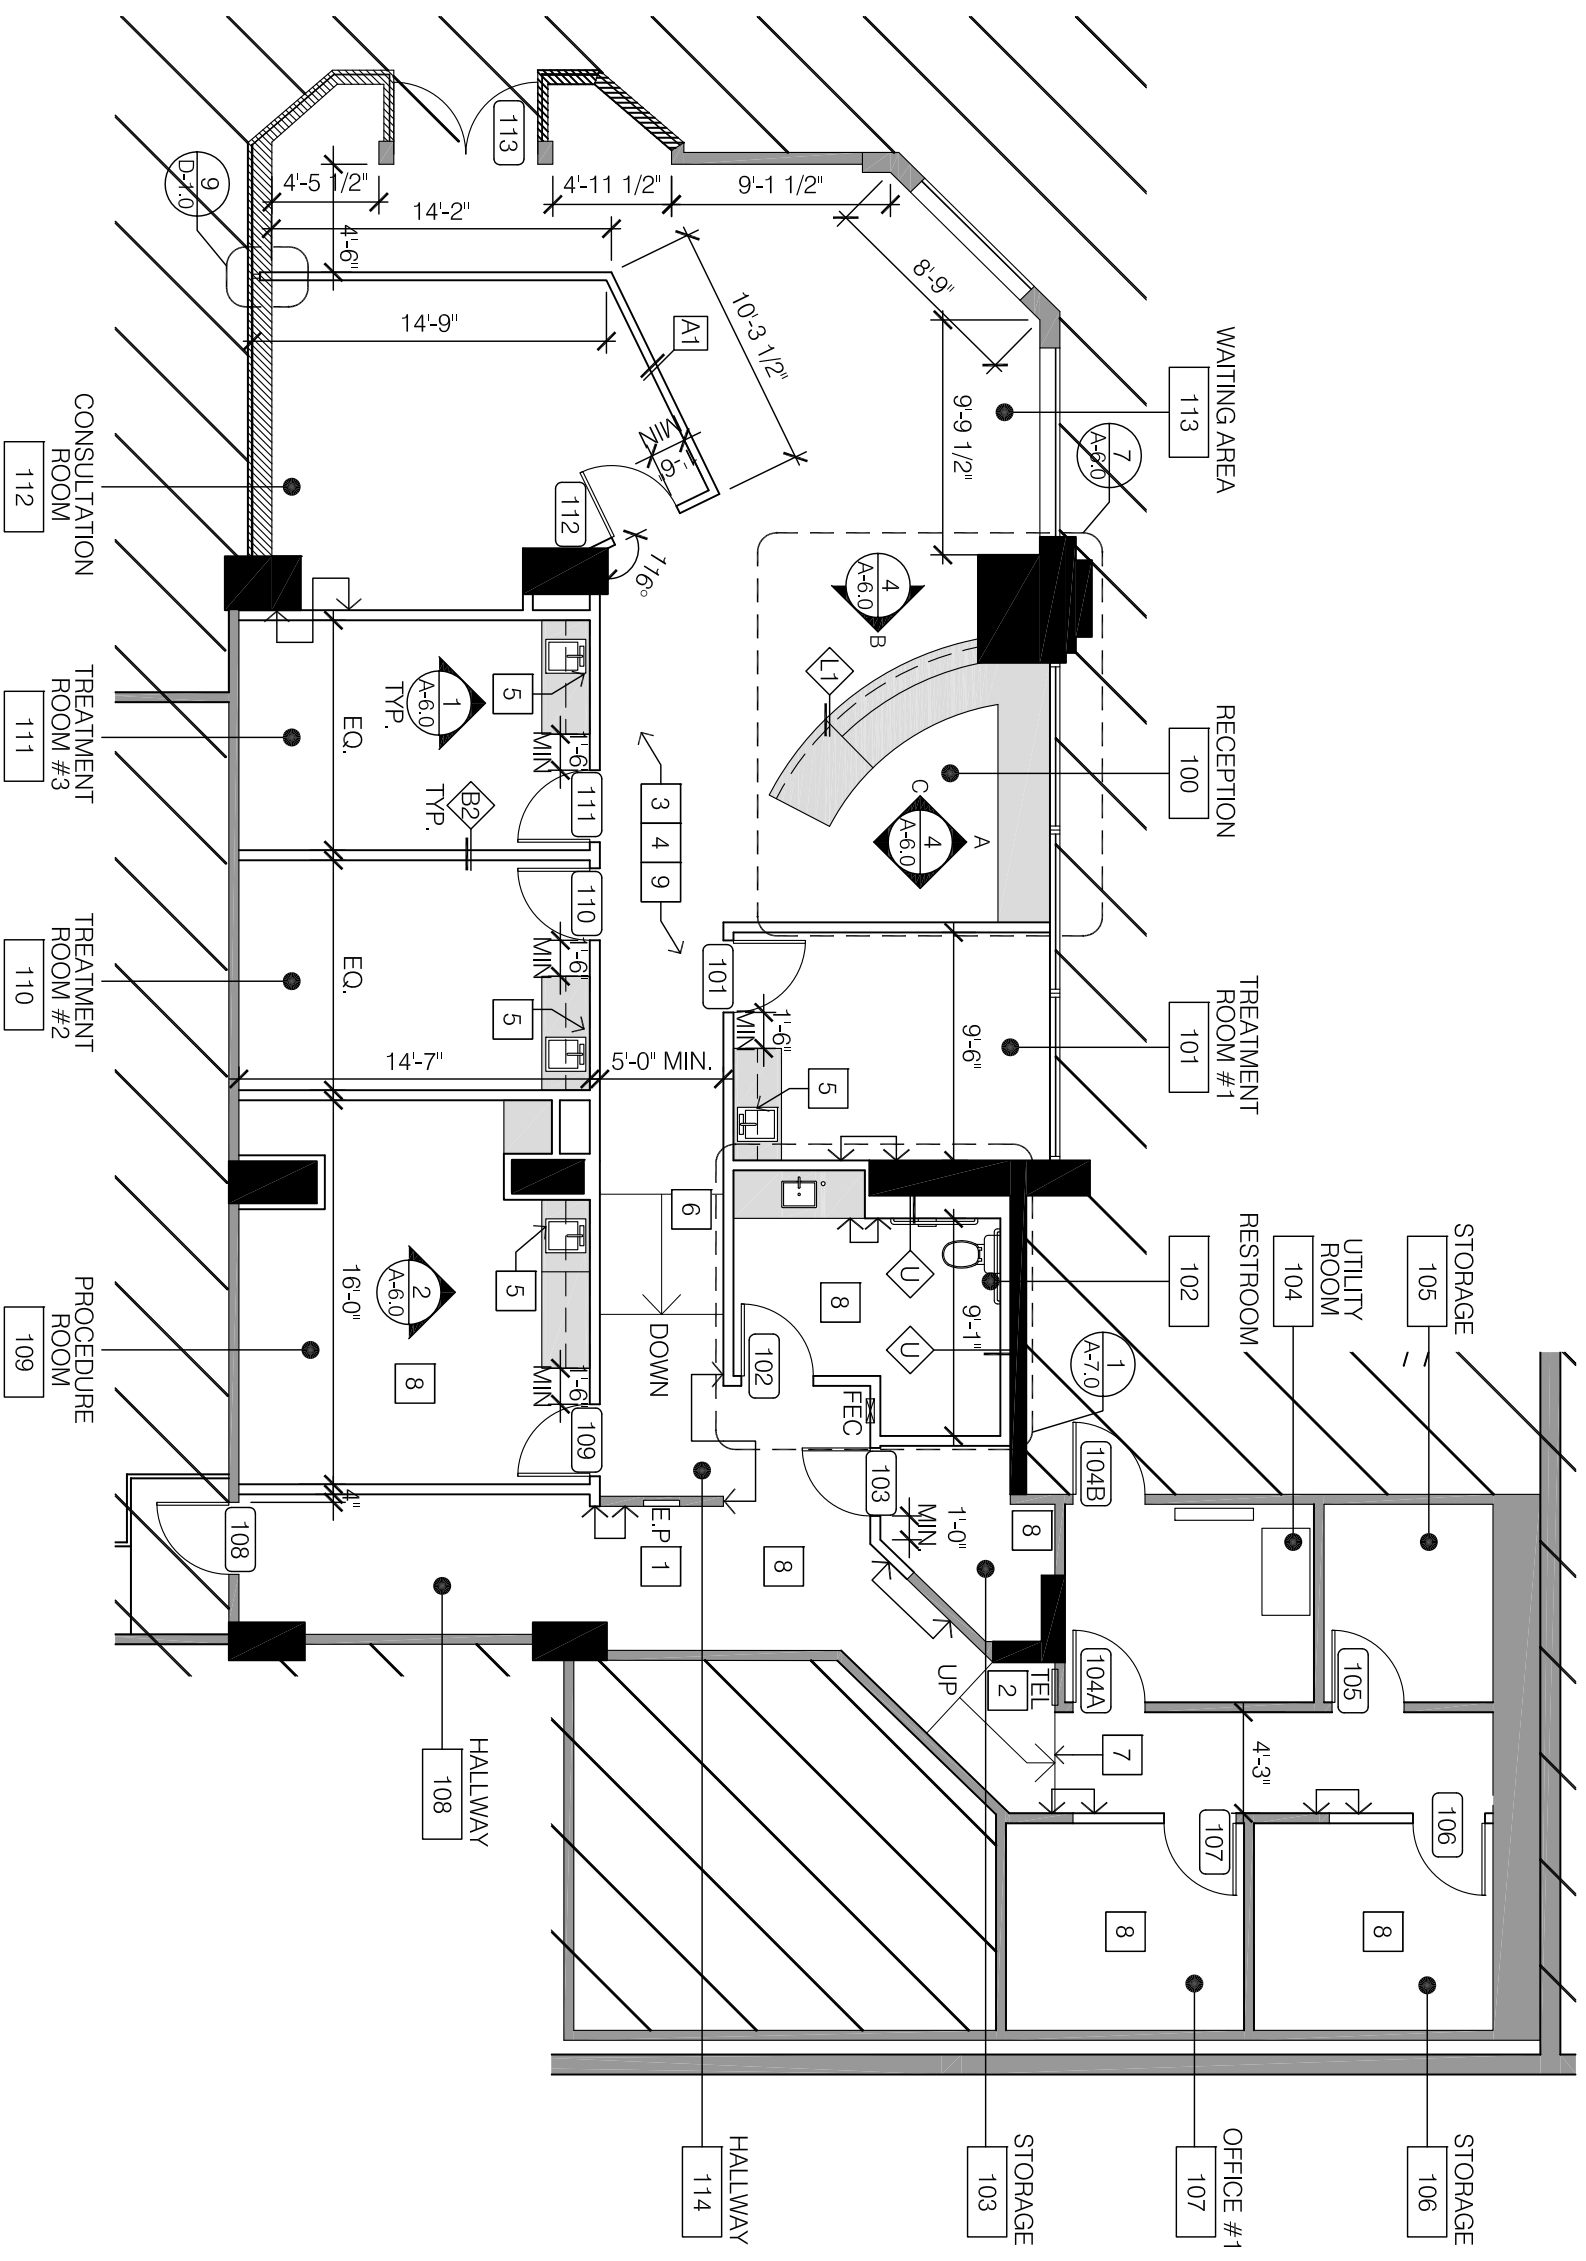 WAITING AREA
113
RECEPTION
100
TREATMENT
ROOM #1
101
102
RESTROOM
UTILITY
ROOM
104
STORAGE
105
STORAGE
106
OFFICE #1
107
STORAGE
103
HALLWAY
114
HALLWAY
108
CONSULTATION
ROOM
112
TREATMENT
ROOM #3
111
TREATMENT
ROOM #2
110
PROCEDURE
ROOM
109
7
A-6.0
4
A-6.0
B
L1
C
4
A-6.0
A
9
D-1.0
113
4'-5 1/2"
4'-11 1/2"
9'-1 1/2"
14'-2"
4'-6"
8'-9"
9'-9 1/2"
10'-3 1/2"
14'-9"
A1
MIN
6"
112
116°
1
A-6.0
TYP.
5
1'-6"
MIN
111
EQ.
B2
TYP.
3
4
9
110
1'-6"
MIN
5
EQ.
14'-7"
5'-0" MIN.
101
1'-6"
MIN
9'-6"
5
6
DOWN
U
U
8
9'-1"
1
A-7.0
102
FEC
103
5
2
A-6.0
16'-0"
8
1'-6"
MIN
109
4"
108
E.P
1
8
1'-0"
MIN.
8
104B
104A
105
TEL
2
UP
7
4'-3"
106
107
8
8